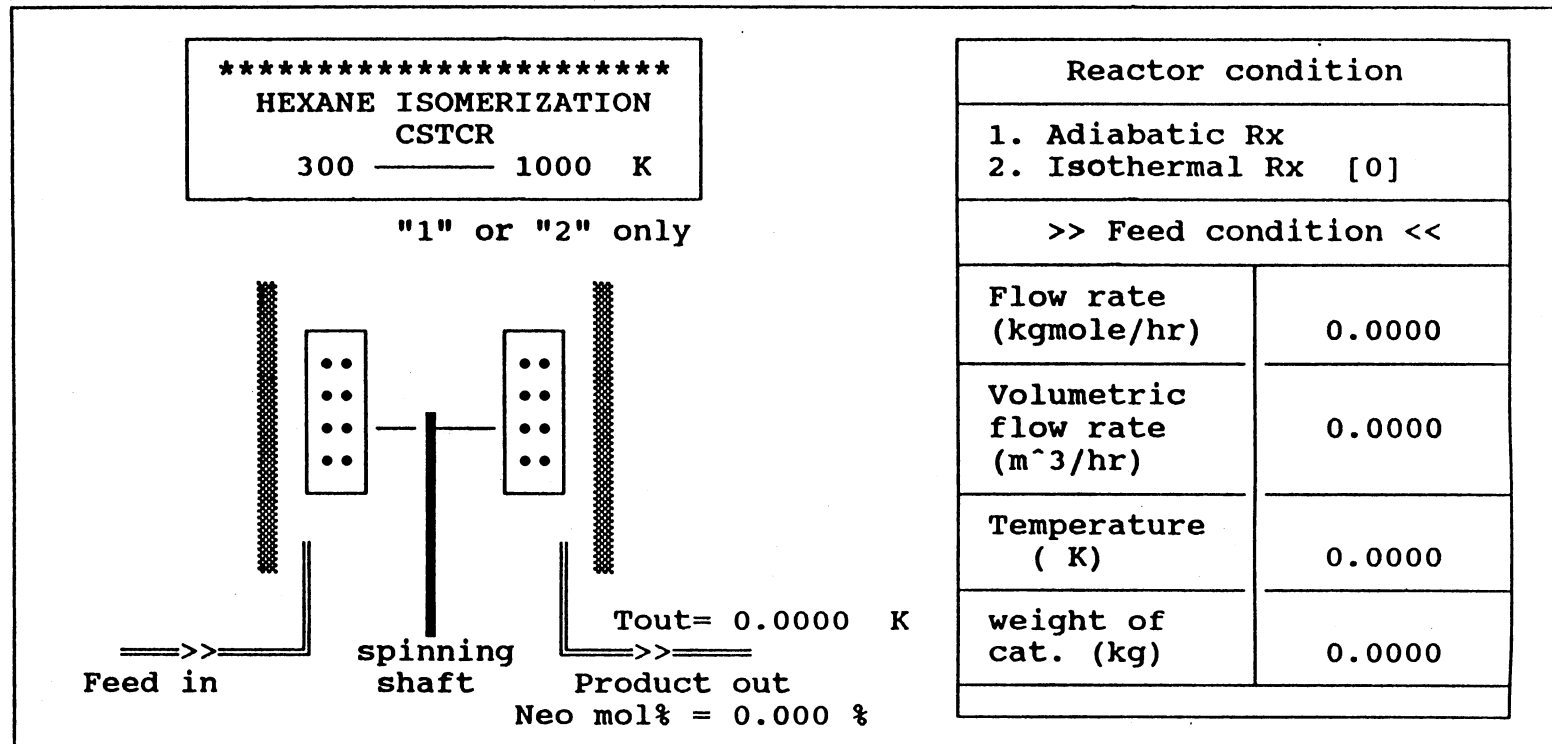 ***********************
HEXANE ISOMERIZATION
CSTCR
300 ——— 1000 K
"1" or "2" only
Tout= 0.0000 K
>>
spinning
>>
Feed in
shaft
Product out
Neo mol% = 0.000 %
Reactor condition
1. Adiabatic Rx
2. Isothermal Rx [0]
>> Feed condition <<
Flow rate
(kgmole/hr) 0.0000
Volumetric
flow rate 0.0000
(m^3/hr)
Temperature
( K) 0.0000
weight of
cat. (kg) 0.0000